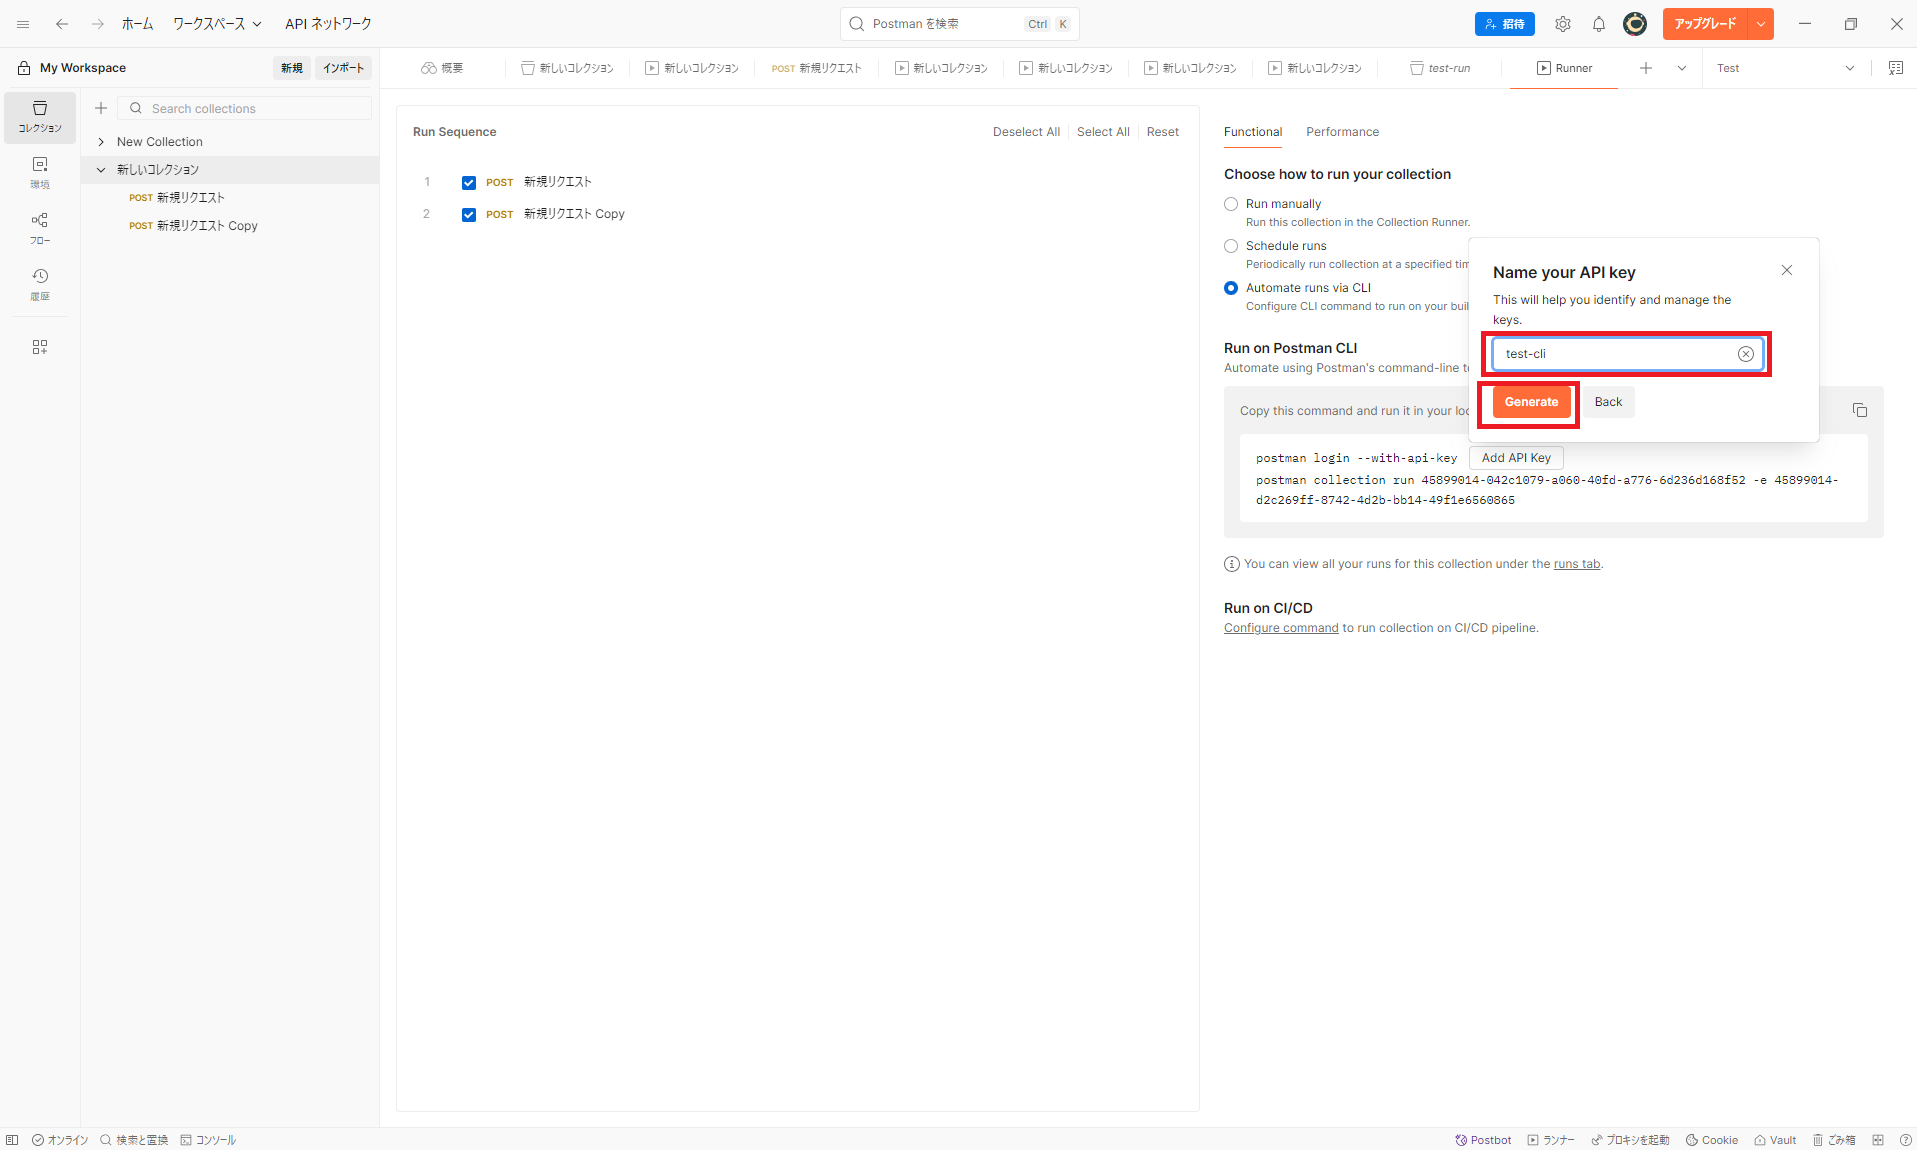 ホーム ワークスペース API ネットワーク Postman を検索 Ctrl K 招待 アップグレード
My Workspace 新規 インポート
概要 新しいコレクション 新しいコレクション POST 新規リクエスト 新しいコレクション 新しいコレクション 新しいコレクション 新しいコレクション test-run Runner Test
コレクション
環境
フロー
履歴
Search collections
New Collection
新しいコレクション
POST 新規リクエスト
POST 新規リクエスト Copy
Run Sequence Deselect All Select All Reset
1 POST 新規リクエスト
2 POST 新規リクエスト Copy
Functional Performance
Choose how to run your collection
Run manually
Run this collection in the Collection Runner.
Schedule runs
Periodically run collection at a specified tim
Automate runs via CLI
Configure CLI command to run on your buil
Run on Postman CLI
Automate using Postman's command-line t
Copy this command and run it in your loc
Name your API key
This will help you identify and manage the
keys.
test-cli
Generate Back
postman login --with-api-key Add API Key
postman collection run 45899014-042c1079-a060-40fd-a776-6d236d168f52 -e 45899014-
d2c269ff-8742-4d2b-bb14-49f1e6560865
You can view all your runs for this collection under the runs tab.
Run on CI/CD
Configure command to run collection on CI/CD pipeline.
オンライン 検索と置換 コンソール Postbot ランナー プロキシを起動 Cookie Vault ごみ箱